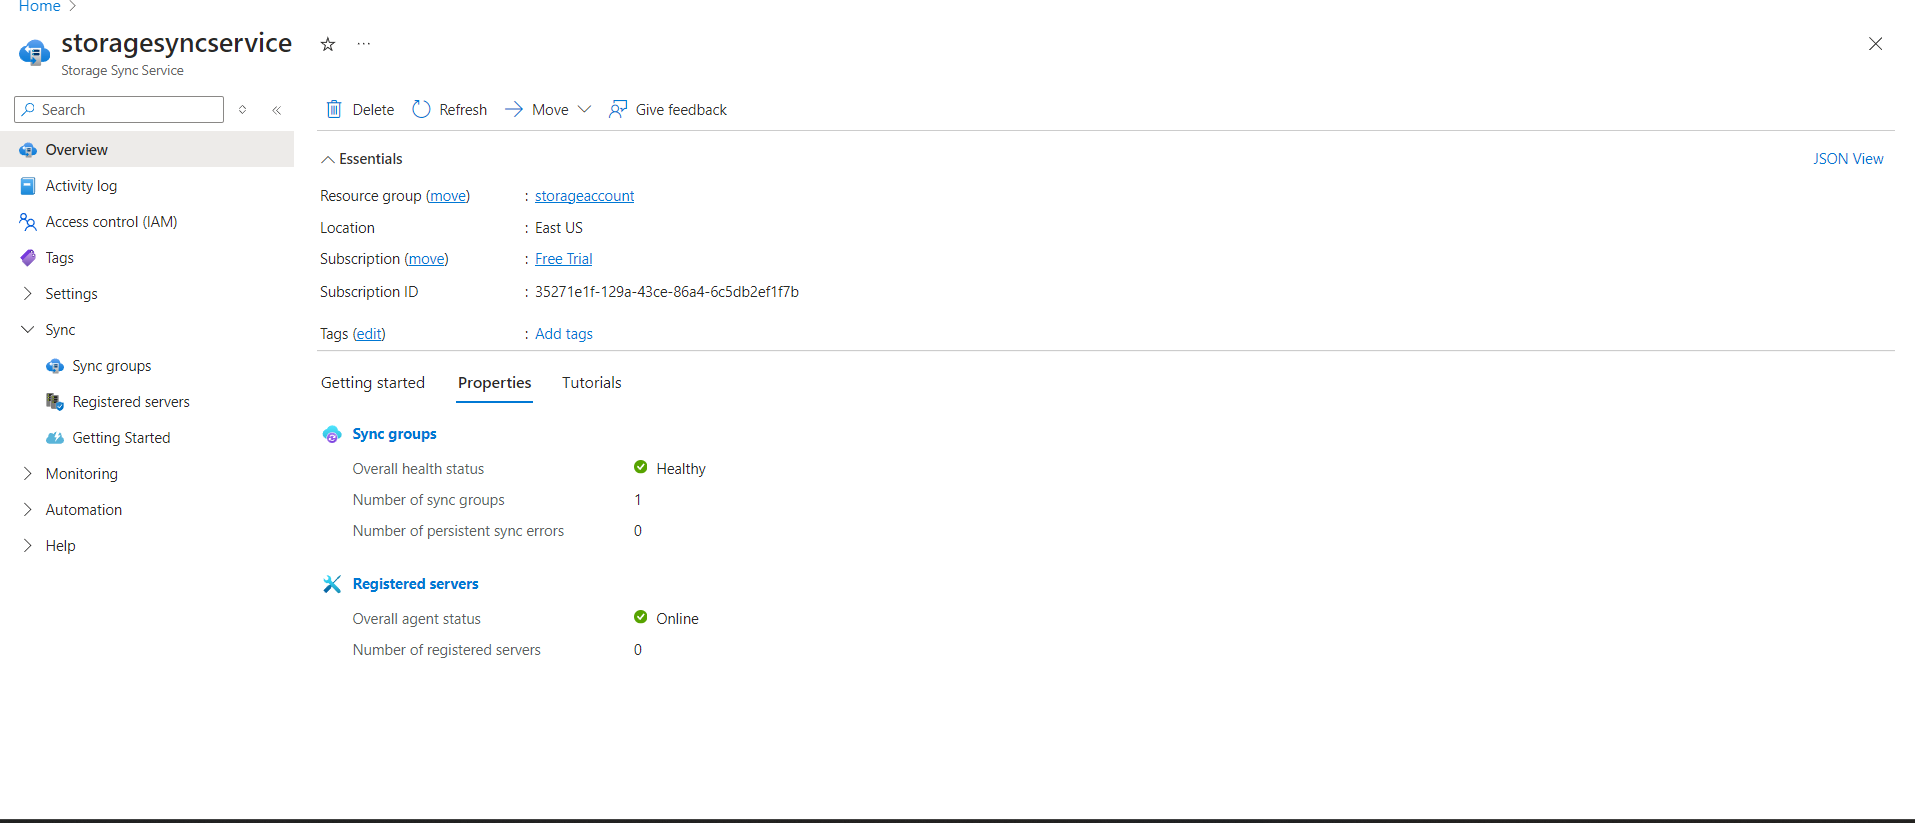 Home
storagesyncservice
Storage Sync Service
Search
Delete Refresh Move Give feedback
Overview
Activity log
Access control (IAM)
Tags
Settings
Sync
Sync groups
Registered servers
Getting Started
Monitoring
Automation
Help
Essentials
JSON View
Resource group (move) : storageaccount
Location : East US
Subscription (move) : Free Trial
Subscription ID : 35271e1f-129a-43ce-86a4-6c5db2ef1f7b
Tags (edit) : Add tags
Getting started Properties Tutorials
Sync groups
Overall health status Healthy
Number of sync groups 1
Number of persistent sync errors 0
Registered servers
Overall agent status Online
Number of registered servers 0